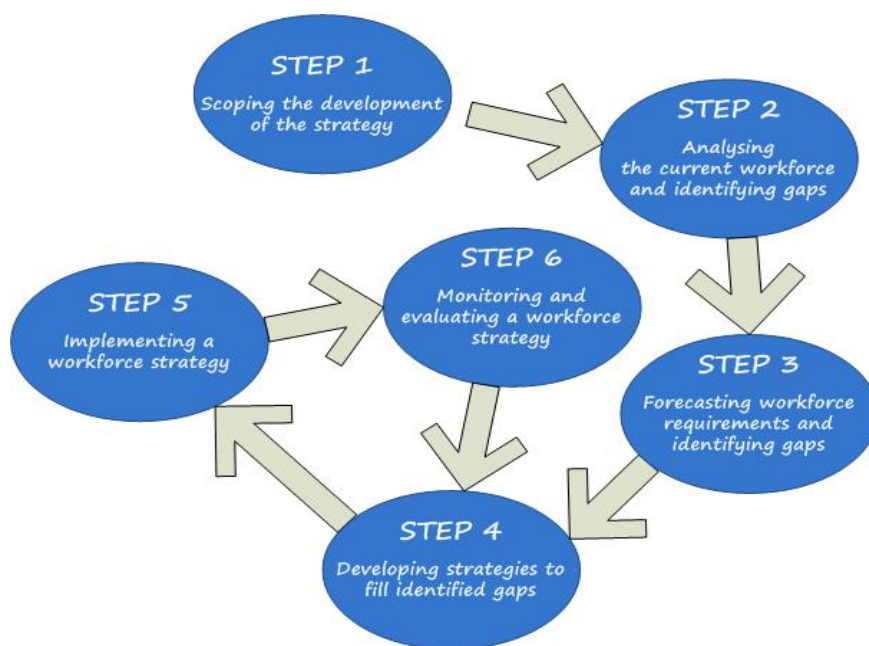 STEP 1
Scoping the development
of the strategy
STEP 2
Analysing
the current workforce
and identifying gaps
STEP 3
Forecasting workforce
requirements and
identifying gaps
STEP 4
Developing strategies to
fill identified gaps
STEP 5
Implementing a
workforce strategy
STEP 6
Monitoring and
evaluating a workforce
strategy